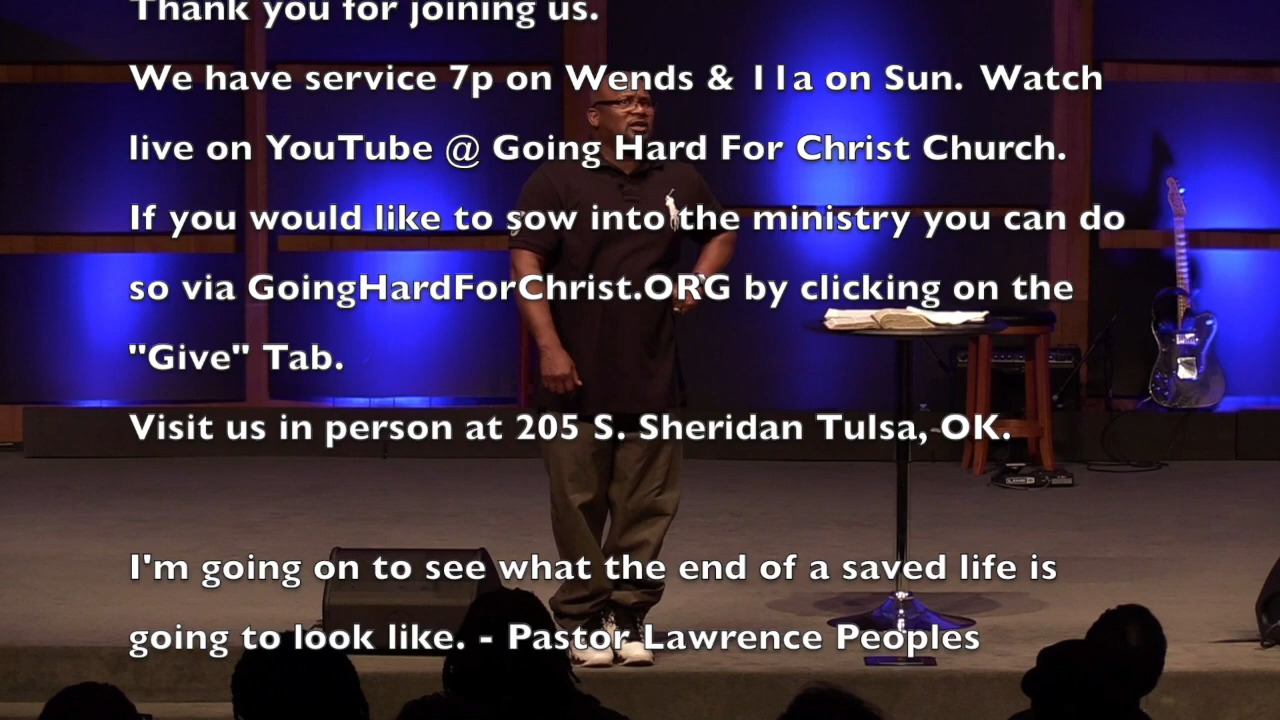 Thank you for joining us.
We have service 7p on Wends & 11a on Sun. Watch
live on YouTube @ Going Hard For Christ Church.
If you would like to sow into the ministry you can do
so via GoingHardForChrist.ORG by clicking on the
"Give" Tab.
Visit us in person at 205 S. Sheridan Tulsa, OK.
I'm going on to see what the end of a saved life is
going to look like. - Pastor Lawrence Peoples